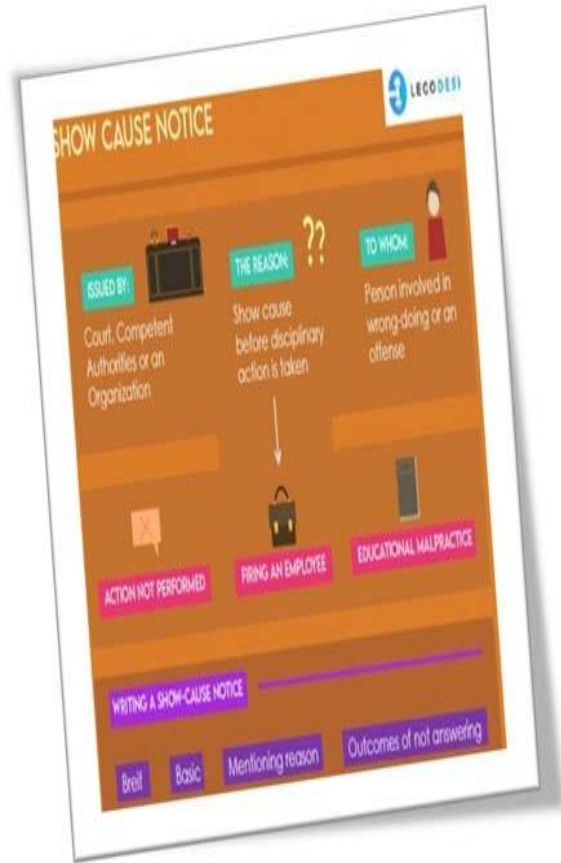 LEGODESI
SHOW CAUSE NOTICE
ISSUED BY:
Court, Competent
Authorities or an
Organization
THE REASON:
??
Show cause
before disciplinary
action is taken
TO WHOM:
Person involved in
wrong-doing or an
offense
ACTION NOT PERFORMED
FIRING AN EMPLOYEE
EDUCATIONAL MALPRACTICE
WRITING A SHOW-CAUSE NOTICE
Breif
Basic
Mentioning reason
Outcomes of not answering